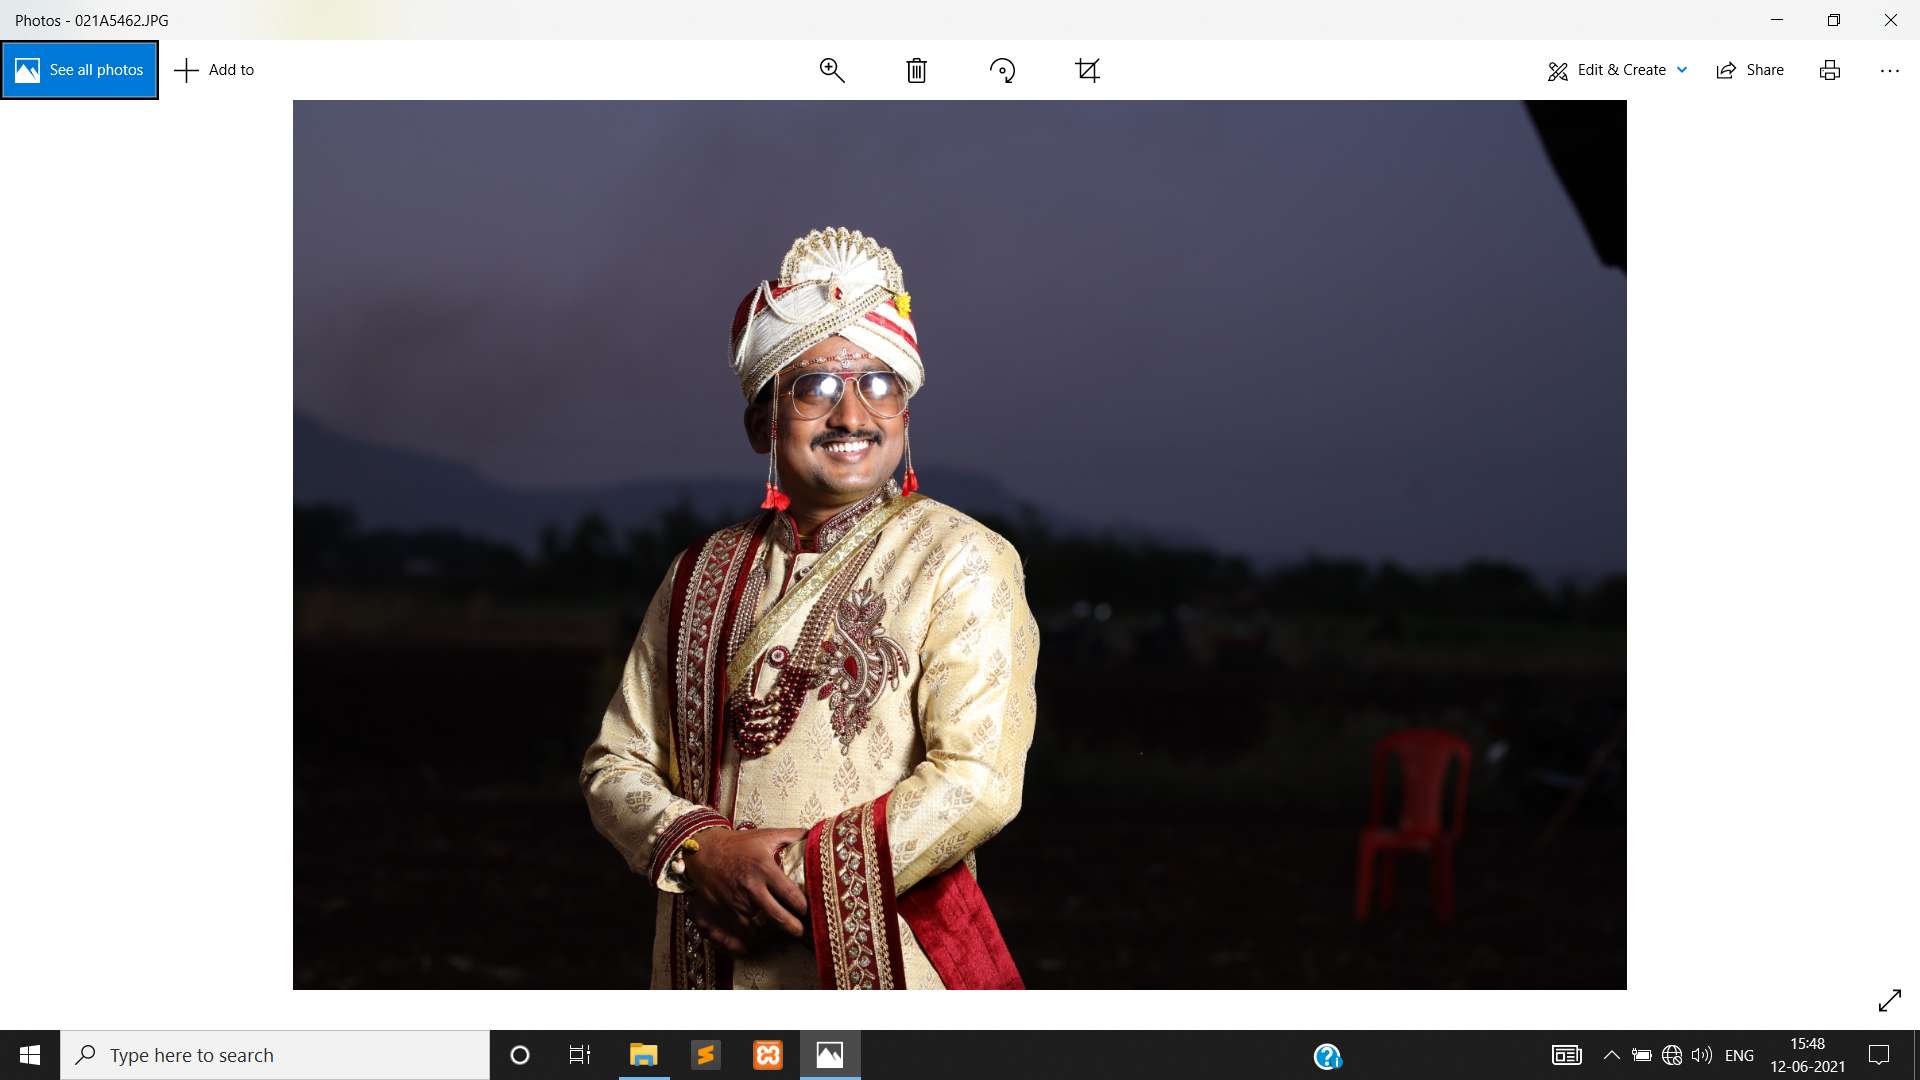 Photos - 021A5462.JPG
See all photos
Add to
Edit & Create
Share
Type here to search
ENG
15:48
12-06-2021